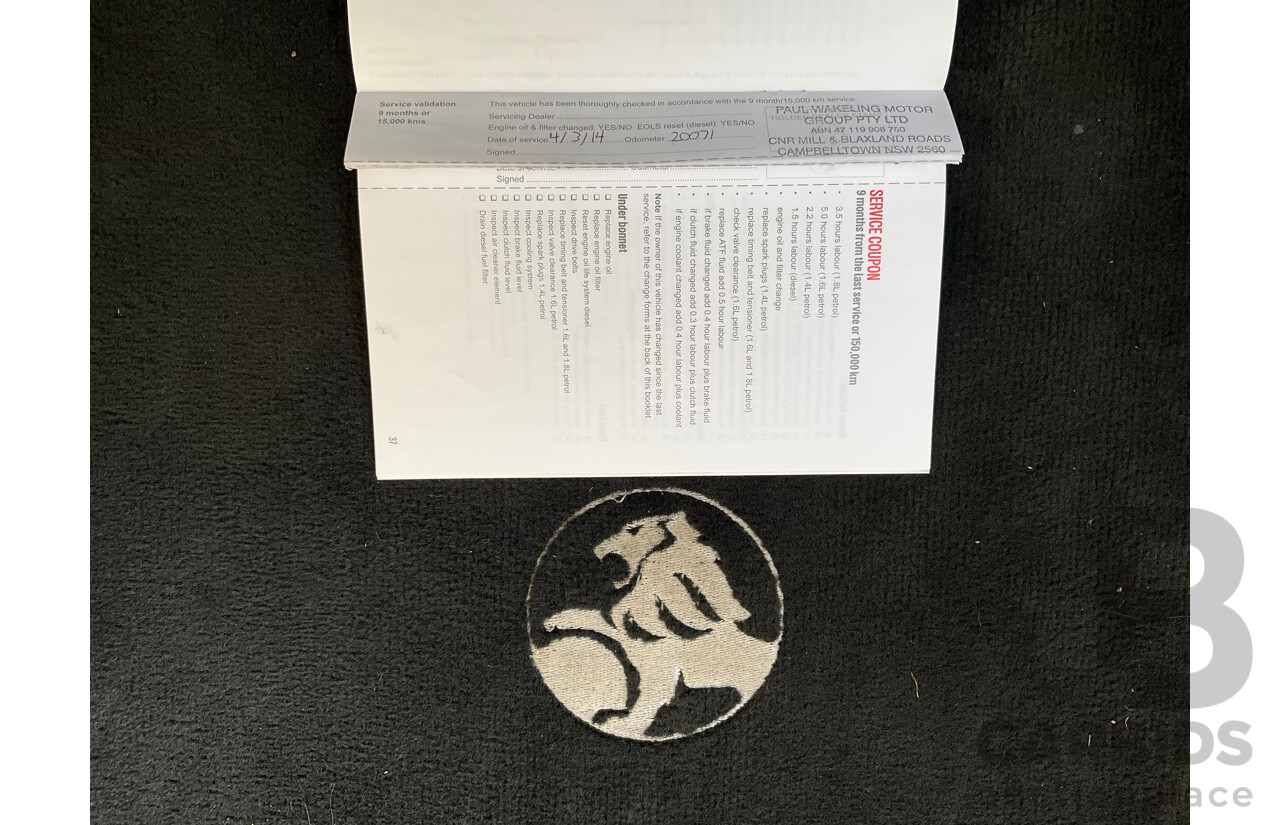 Service validation
9 months or
15,000 kms
This vehicle has been thoroughly checked in accordance with the 9 month/15,000 km service.
Servicing Dealer
Engine oil & filter changed: YES/NO EOLS reset (diesel): YES/NO
Date of service 4/3/14 Odometer 20071
Signed
PAUL WAKELING MOTOR
GROUP PTY LTD
ABN 47 119 908 750
CNR MILL & BLAXLAND ROADS
CAMPBELLTOWN NSW 2560
Signed
SERVICE COUPON
9 months from the last service or 150,000 km
• 3.5 hours labour (1.8L petrol)
• 5.0 hours labour (1.6L petrol)
• 2.2 hours labour (1.4L petrol)
• 1.5 hours labour (diesel)
• engine oil and filter change
• replace spark plugs (1.4L petrol)
• replace timing belt and tensioner (1.6L and 1.8L petrol)
• check valve clearance (1.6L petrol)
• replace ATF fluid add 0.5 hour labour
• if brake fluid changed add 0.4 hour labour plus brake fluid
• if clutch fluid changed add 0.3 hour labour plus clutch fluid
• if engine coolant changed add 0.4 hour labour plus coolant
Note If the owner of this vehicle has changed since the last
service, refer to the change forms at the back of this booklet.
Under bonnet
❑ Replace engine oil
❑ Replace engine oil filter
❑ Reset engine oil life system diesel
❑ Inspect drive belts
❑ Replace timing belt and tensioner 1.6L and 1.8L petrol
❑ Inspect valve clearance 1.6L petrol
❑ Replace spark plugs 1.4L petrol
❑ Inspect cooling system
❑ Inspect brake fluid level
❑ Inspect clutch fluid level
❑ Inspect air cleaner element
❑ Drain diesel fuel filter
37